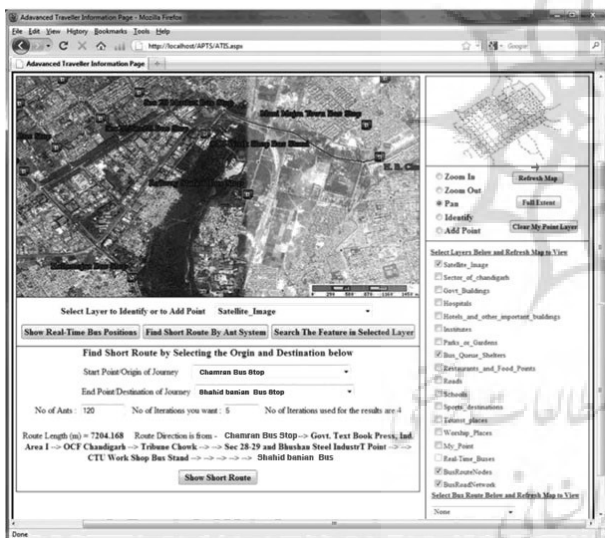 Adavanced Traveller Information Page - Mozilla Firefox
File Edit View History Bookmarks Tools Help
http://localhost/APTS/ATIS.aspx
Google
Adavanced Traveller Information Page
Zoom In
Zoom Out
Pan
Identify
Add Point
Refresh Map
Full Extent
Clear My Point Layer
Select Layers Below and Refresh Map to View
Satellite_Image
Sector_of_chandigarh
Govt_Buildings
Hospitals
Hotels_and_other_important_buildings
Institutes
Parks_or_Gardens
Bus_Queue_Shelters
Restaurants_and_Food_Points
Roads
Schools
Sports_destinations
Tourist_places
Worship_Places
My_Point
Real-Time_Buses
BusRouteNodes
BusRoadNetwork
Select Bus Route Below and Refresh Map to View
None
Select Layer to Identify or to Add Point Satellite_Image
Show Real-Time Bus Positions Find Short Route By Ant System Search The Feature in Selected Layer
Find Short Route by Selecting the Orgin and Destination below
Start Point/Origin of Journey Chamran Bus Stop
End Point/Destination of Journey Shahid banian Bus Stop
No of Ants : 120 No of Iterations you want : 5 No of Iterations used for the results are 4
Route Length (m) = 7204.168 Route Direction is from - Chamran Bus Stop--> Govt. Text Book Press, Ind.
Area I --> OCF Chandigarh --> Tribune Chowk --> --> Sec 28-29 and Bhushan Steel IndustrT Point --> -->
CTU Work Shop Bus Stand --> --> --> --> --> Shahid banian Bus
Show Short Route
Done